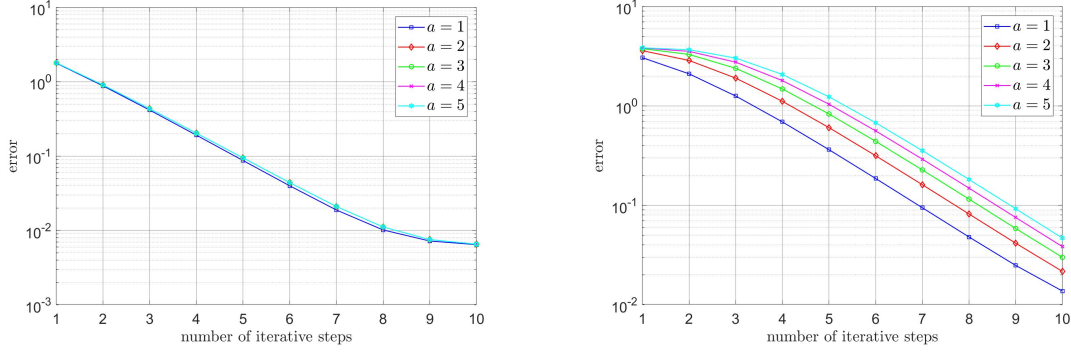 10^1
10^0
10^-1
10^-2
10^-3
error
1 2 3 4 5 6 7 8 9 10
number of iterative steps
a = 1
a = 2
a = 3
a = 4
a = 5
10^1
10^0
10^-1
10^-2
error
1 2 3 4 5 6 7 8 9 10
number of iterative steps
a = 1
a = 2
a = 3
a = 4
a = 5